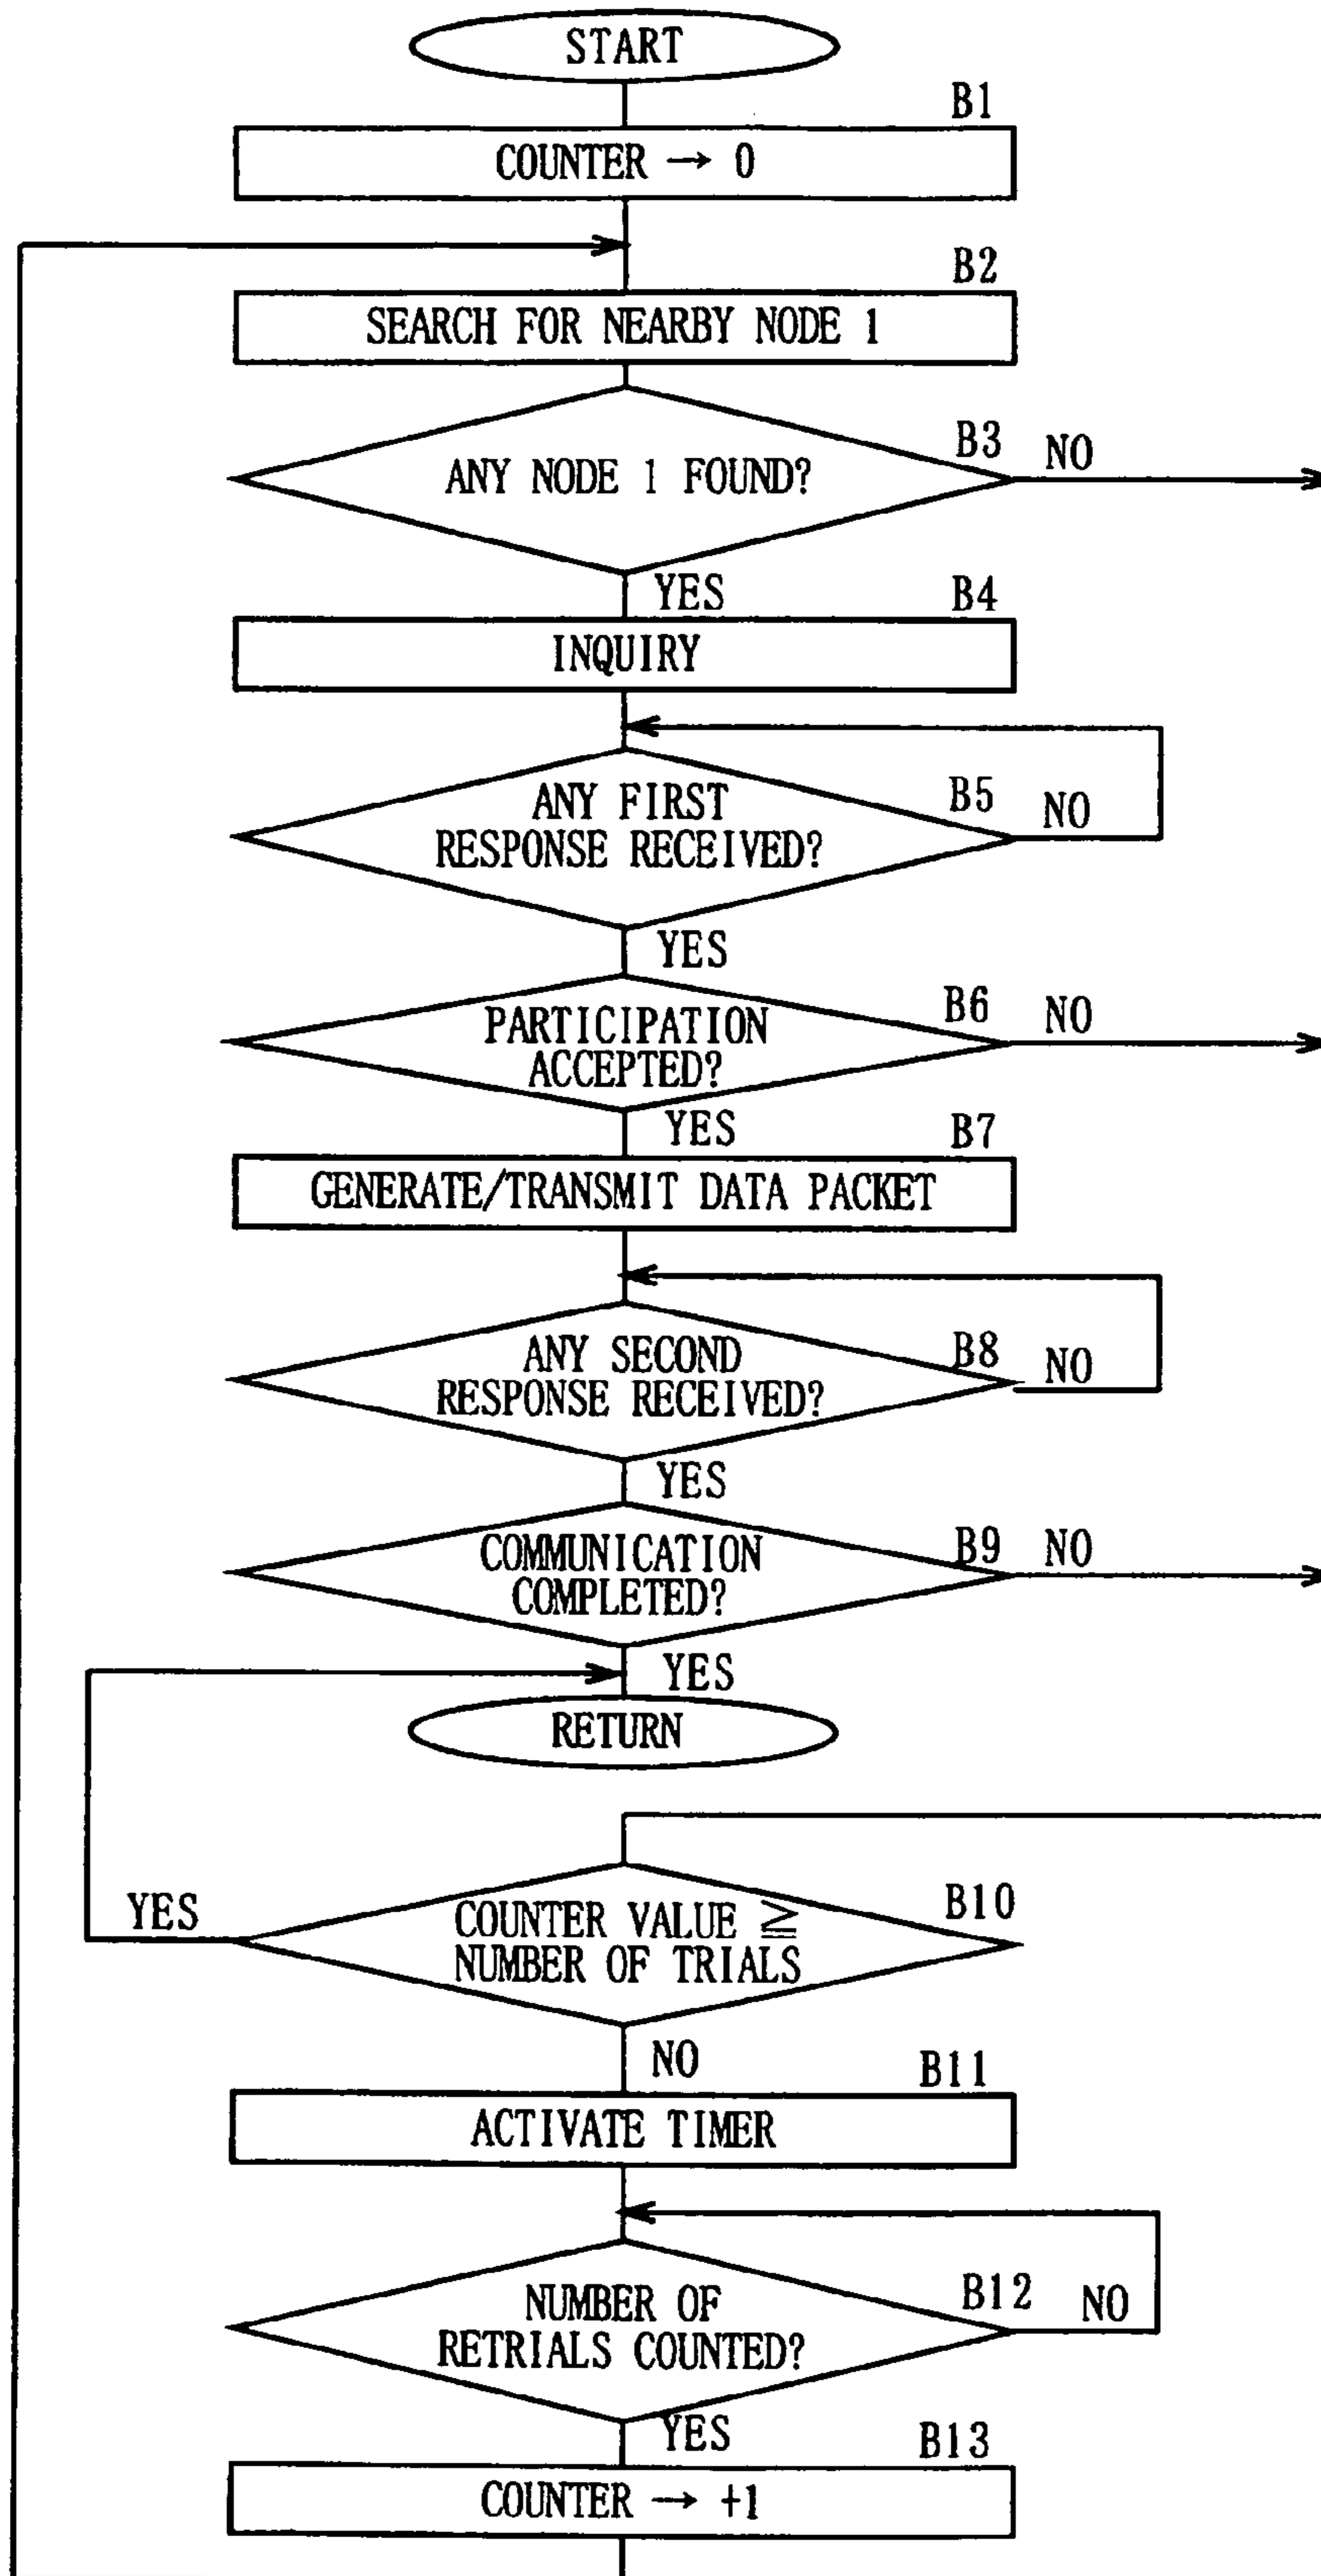 START
B1
COUNTER → 0
B2
SEARCH FOR NEARBY NODE 1
B3
NO
ANY NODE 1 FOUND?
YES
B4
INQUIRY
ANY FIRST
RESPONSE RECEIVED?
B5
NO
YES
PARTICIPATION
ACCEPTED?
B6
NO
YES
B7
GENERATE/TRANSMIT DATA PACKET
ANY SECOND
RESPONSE RECEIVED?
B8
NO
YES
COMMUNICATION
COMPLETED?
B9
NO
YES
RETURN
YES
COUNTER VALUE ≧
NUMBER OF TRIALS
B10
NO
B11
ACTIVATE TIMER
NUMBER OF
RETRIALS COUNTED?
B12
NO
YES
B13
COUNTER → +1